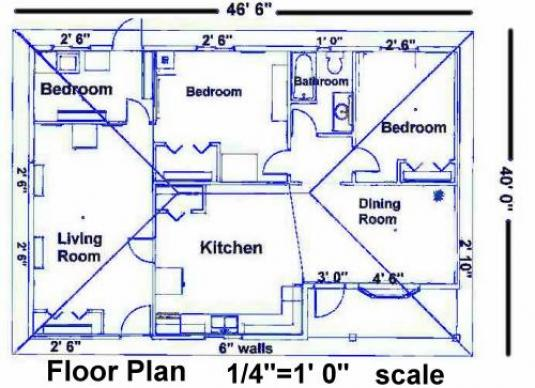 46' 6"
2' 6"
2' 6"
1' 0"
2' 6"
Bedroom
Bedroom
Bathroom
Bedroom
2' 6"
40' 0"
Dining
Room
Living
Room
Kitchen
2' 6"
2' 10"
3' 0"
4' 6"
2' 6"
6" walls
Floor Plan 1/4"=1' 0" scale